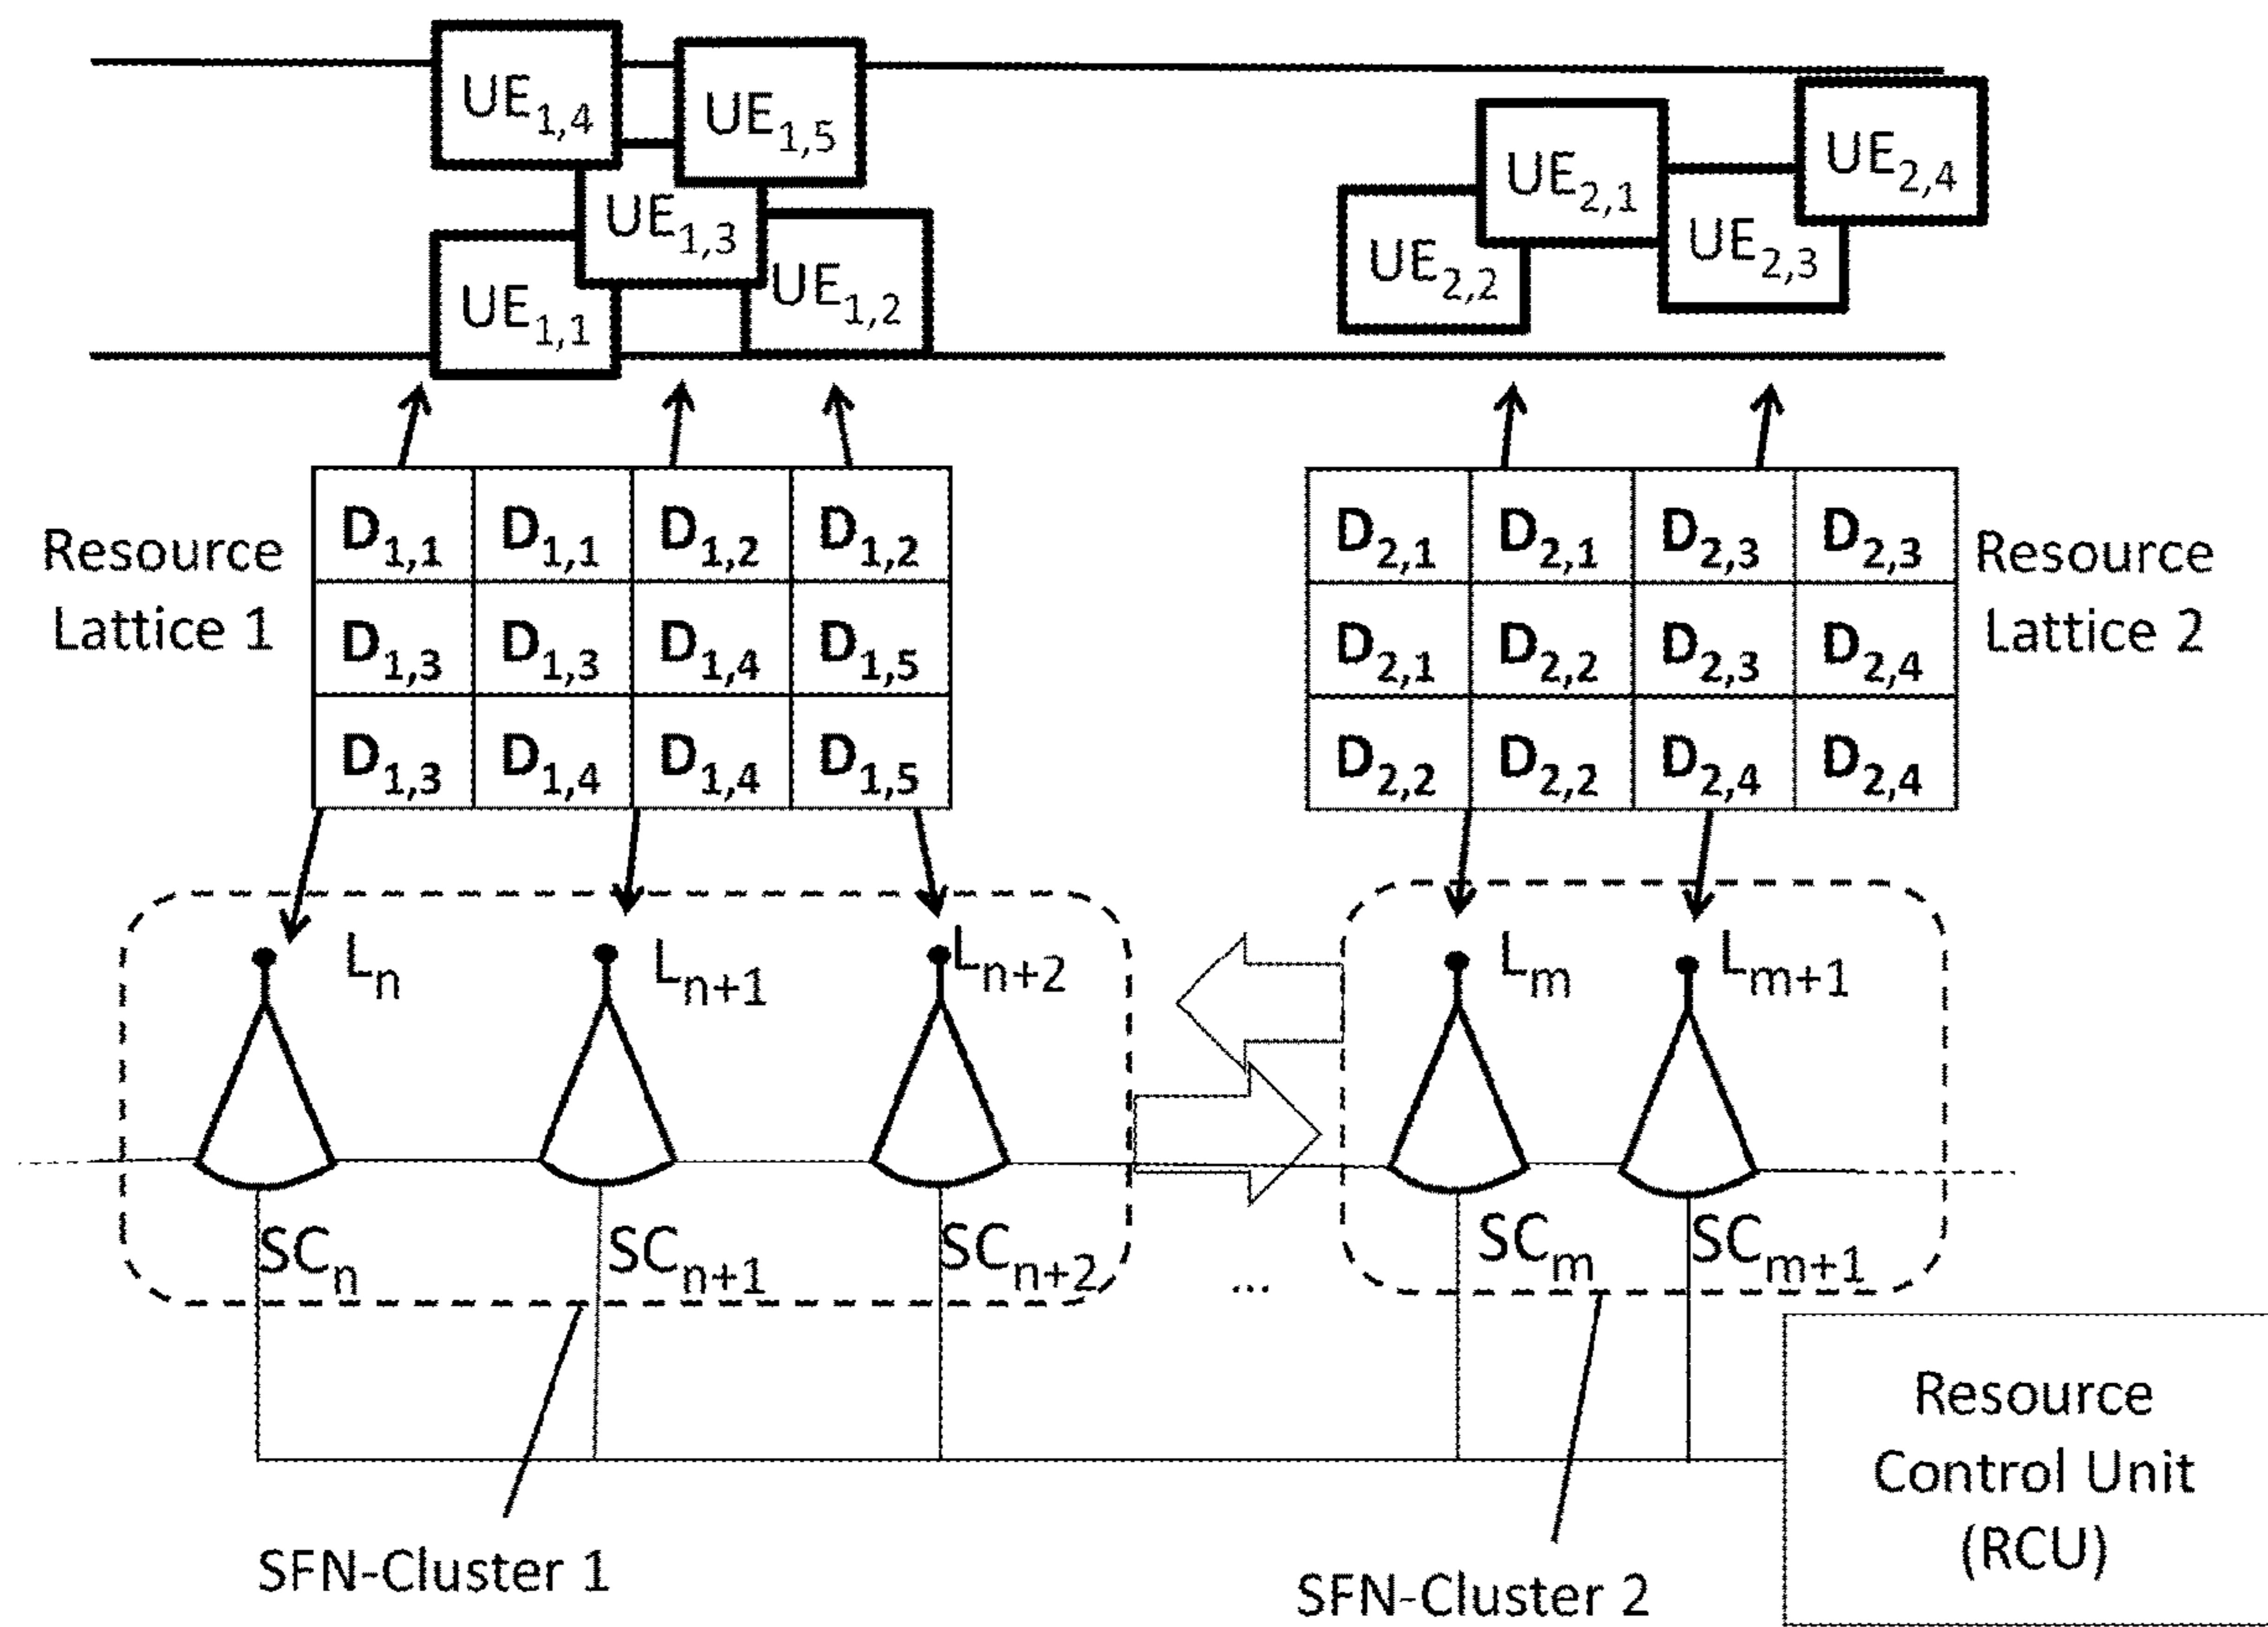 UE1,4
UE1,5
UE2,1
UE2,4
UE1,3
UE2,2
UE2,3
UE1,1
UE1,2
Resource
Lattice 1
D1,1 D1,1 D1,2 D1,2
D1,3 D1,3 D1,4 D1,5
D1,3 D1,4 D1,4 D1,5
D2,1 D2,1 D2,3 D2,3
D2,1 D2,2 D2,3 D2,4
D2,2 D2,2 D2,4 D2,4
Resource
Lattice 2
Ln
Ln+1
Ln+2
Lm
Lm+1
SCn
SCn+1
SCn+2
...
SCm
SCm+1
SFN-Cluster 1
SFN-Cluster 2
Resource
Control Unit
(RCU)